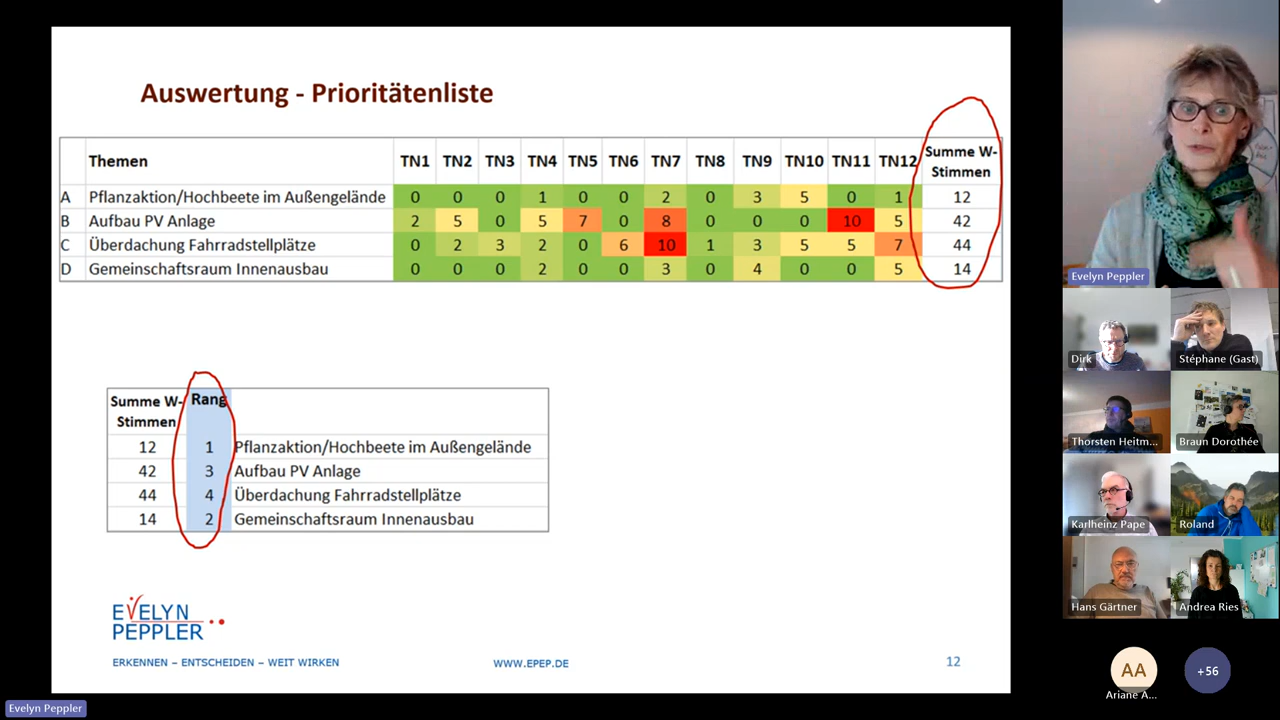 Auswertung - Prioritätenliste
Themen TN1 TN2 TN3 TN4 TN5 TN6 TN7 TN8 TN9 TN10 TN11 TN12 Summe W-Stimmen
A Pflanzaktion/Hochbeete im Außengelände 0 0 0 1 0 0 2 0 3 5 0 1 12
B Aufbau PV Anlage 2 5 0 5 7 0 8 0 0 0 10 5 42
C Überdachung Fahrradstellplätze 0 2 3 2 0 6 10 1 3 5 5 7 44
D Gemeinschaftsraum Innenausbau 0 0 0 2 0 0 3 0 4 0 0 5 14
Summe W-Stimmen Rang
12 1 Pflanzaktion/Hochbeete im Außengelände
42 3 Aufbau PV Anlage
44 4 Überdachung Fahrradstellplätze
14 2 Gemeinschaftsraum Innenausbau
EVELYN
PEPPLER
ERKENNEN – ENTSCHEIDEN – WEIT WIRKEN
WWW.EPEP.DE
12
Evelyn Peppler
Evelyn Peppler
Dirk
Stéphane (Gast)
Thorsten Heitm...
Braun Dorothée
Karlheinz Pape
Roland
Hans Gärtner
Andrea Ries
AA
Ariane A...
+56